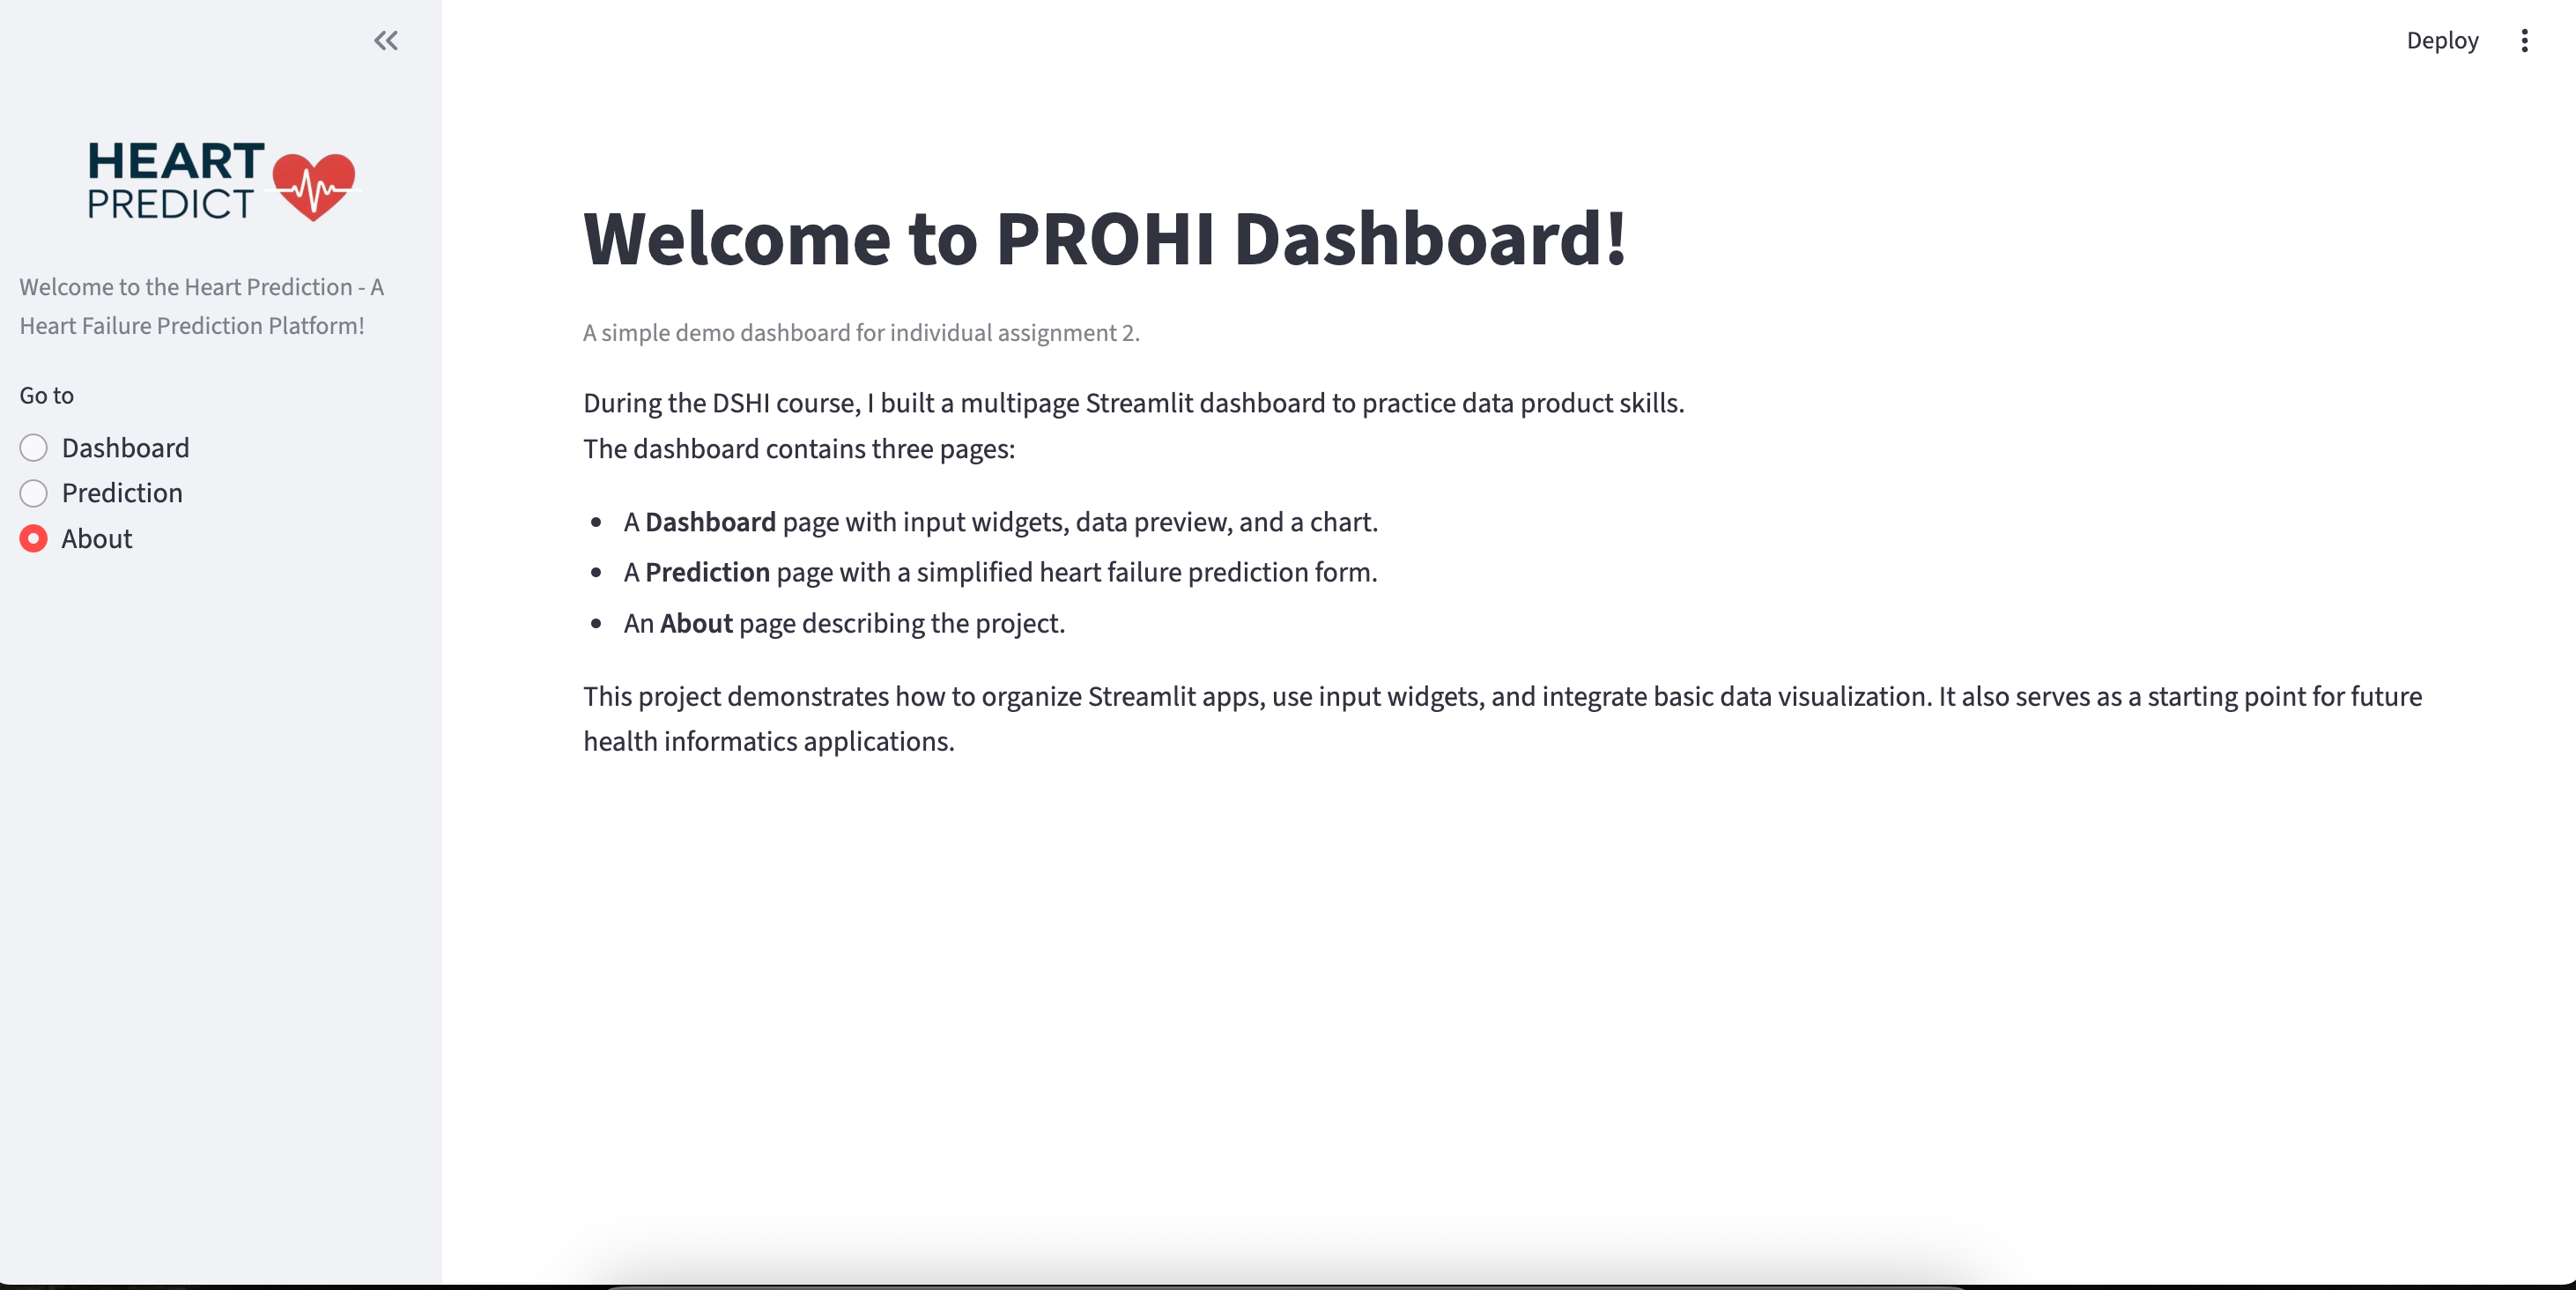 Deploy
HEART
PREDICT
Welcome to the Heart Prediction - A
Heart Failure Prediction Platform!
Go to
Dashboard
Prediction
About
Welcome to PROHI Dashboard!
A simple demo dashboard for individual assignment 2.
During the DSHI course, I built a multipage Streamlit dashboard to practice data product skills.
The dashboard contains three pages:
• A Dashboard page with input widgets, data preview, and a chart.
• A Prediction page with a simplified heart failure prediction form.
• An About page describing the project.
This project demonstrates how to organize Streamlit apps, use input widgets, and integrate basic data visualization. It also serves as a starting point for future
health informatics applications.